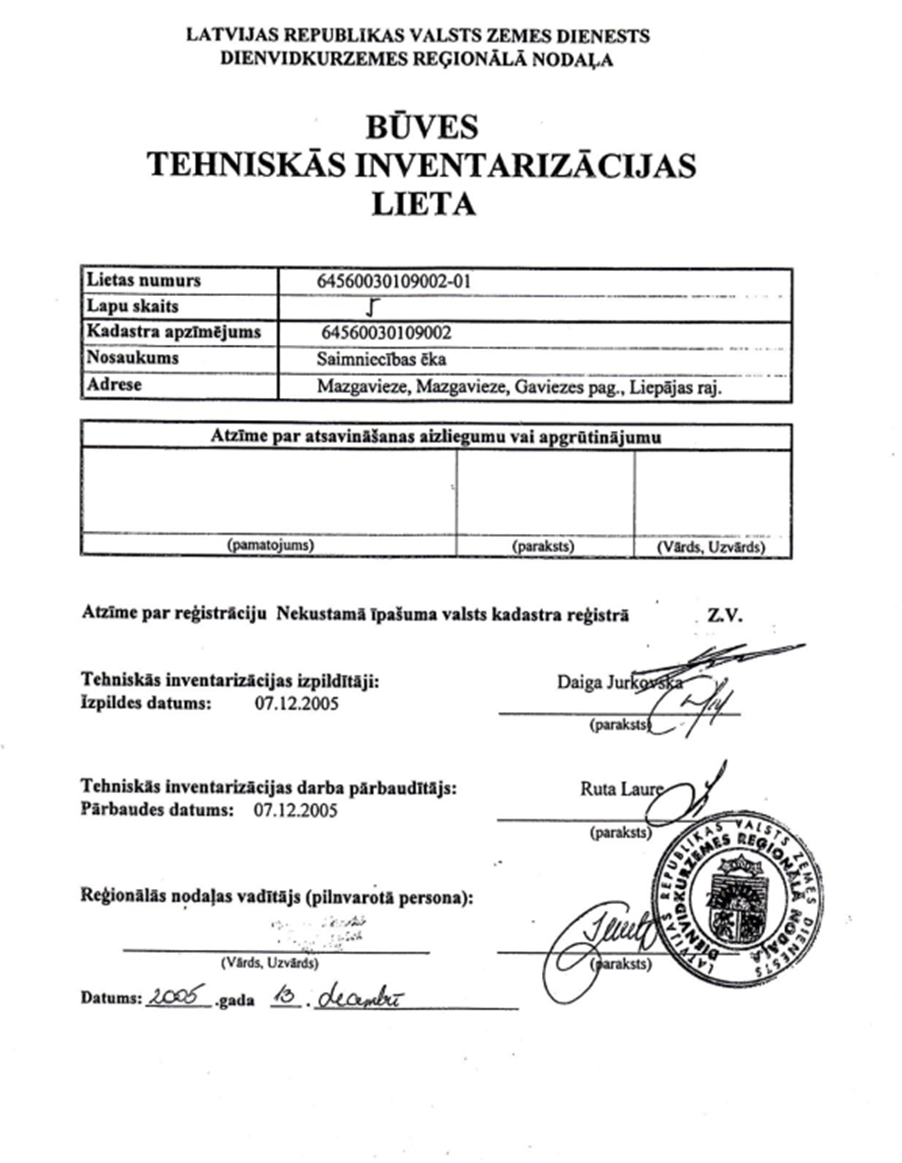 LATVIJAS REPUBLIKAS VALSTS ZEMES DIENESTS
DIENVIDKURZEMES REĢIONĀLĀ NODAĻA
BŪVES
TEHNISKĀS INVENTARIZĀCIJAS
LIETA
Lietas numurs 64560030109002-01
Lapu skaits 5
Kadastra apzīmējums 64560030109002
Nosaukums Saimniecības ēka
Adrese Mazgavieze, Mazgavieze, Gaviezes pag., Liepājas raj.
Atzīme par atsavināšanas aizliegumu vai apgrūtinājumu
(pamatojums) (paraksts) (Vārds, Uzvārds)
Atzīme par reģistrāciju Nekustamā īpašuma valsts kadastra reģistrā Z.V.
Tehniskās inventarizācijas izpildītāji: Daiga Jurkovska
Izpildes datums: 07.12.2005
(paraksts)
Tehniskās inventarizācijas darba pārbaudītājs: Ruta Laure
Pārbaudes datums: 07.12.2005
(paraksts)
LATVIJAS REPUBLIKAS VALSTS ZEMES DIENESTS
DIENVIDKURZEMES REĢIONĀLĀ NODAĻA
Reģionālās nodaļas vadītājs (pilnvarotā persona):
(Vārds, Uzvārds) (paraksts)
Datums: 2005 .gada 13 . decembrī